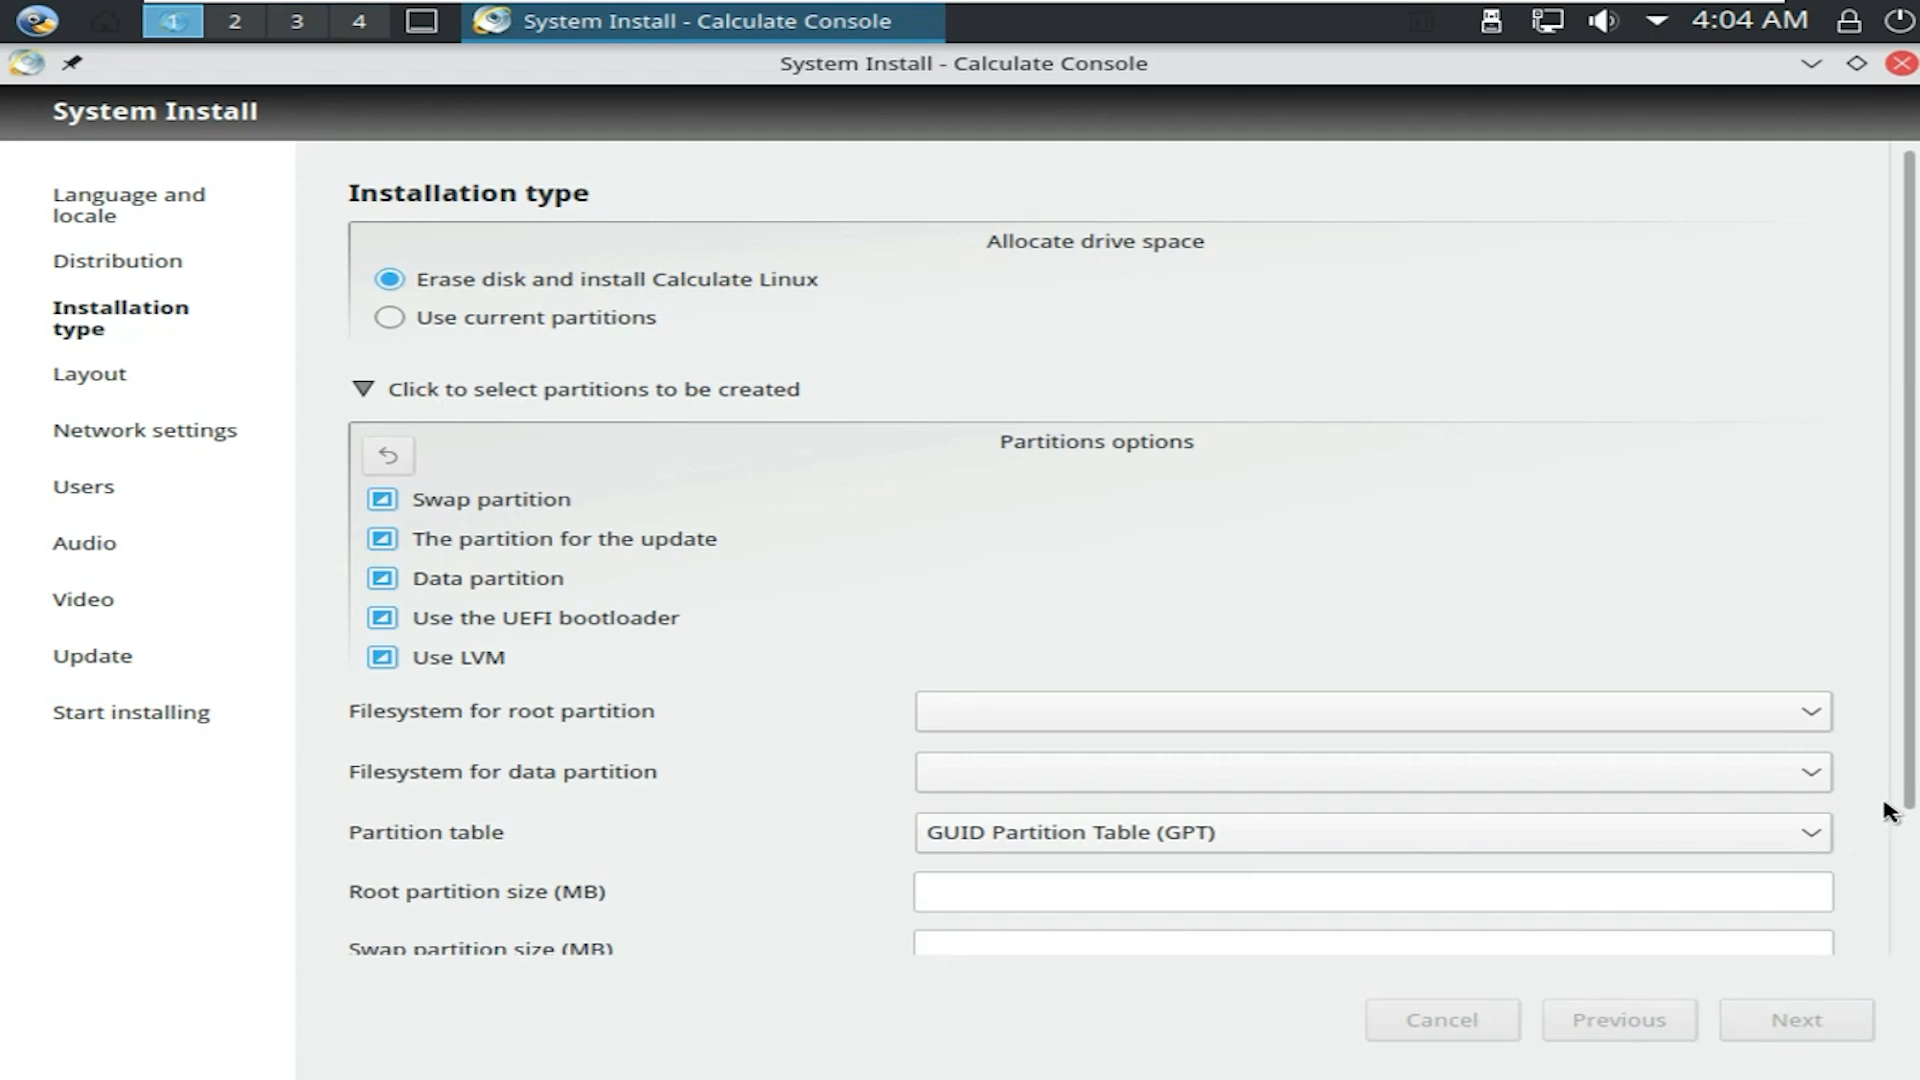 1 2 3 4 System Install - Calculate Console 4:04 AM
System Install - Calculate Console
System Install
Language and
locale
Distribution
Installation
type
Layout
Network settings
Users
Audio
Video
Update
Start installing
Installation type
Allocate drive space
Erase disk and install Calculate Linux
Use current partitions
Click to select partitions to be created
Partitions options
Swap partition
The partition for the update
Data partition
Use the UEFI bootloader
Use LVM
Filesystem for root partition
Filesystem for data partition
Partition table GUID Partition Table (GPT)
Root partition size (MB)
Swap partition size (MB)
Cancel Previous Next